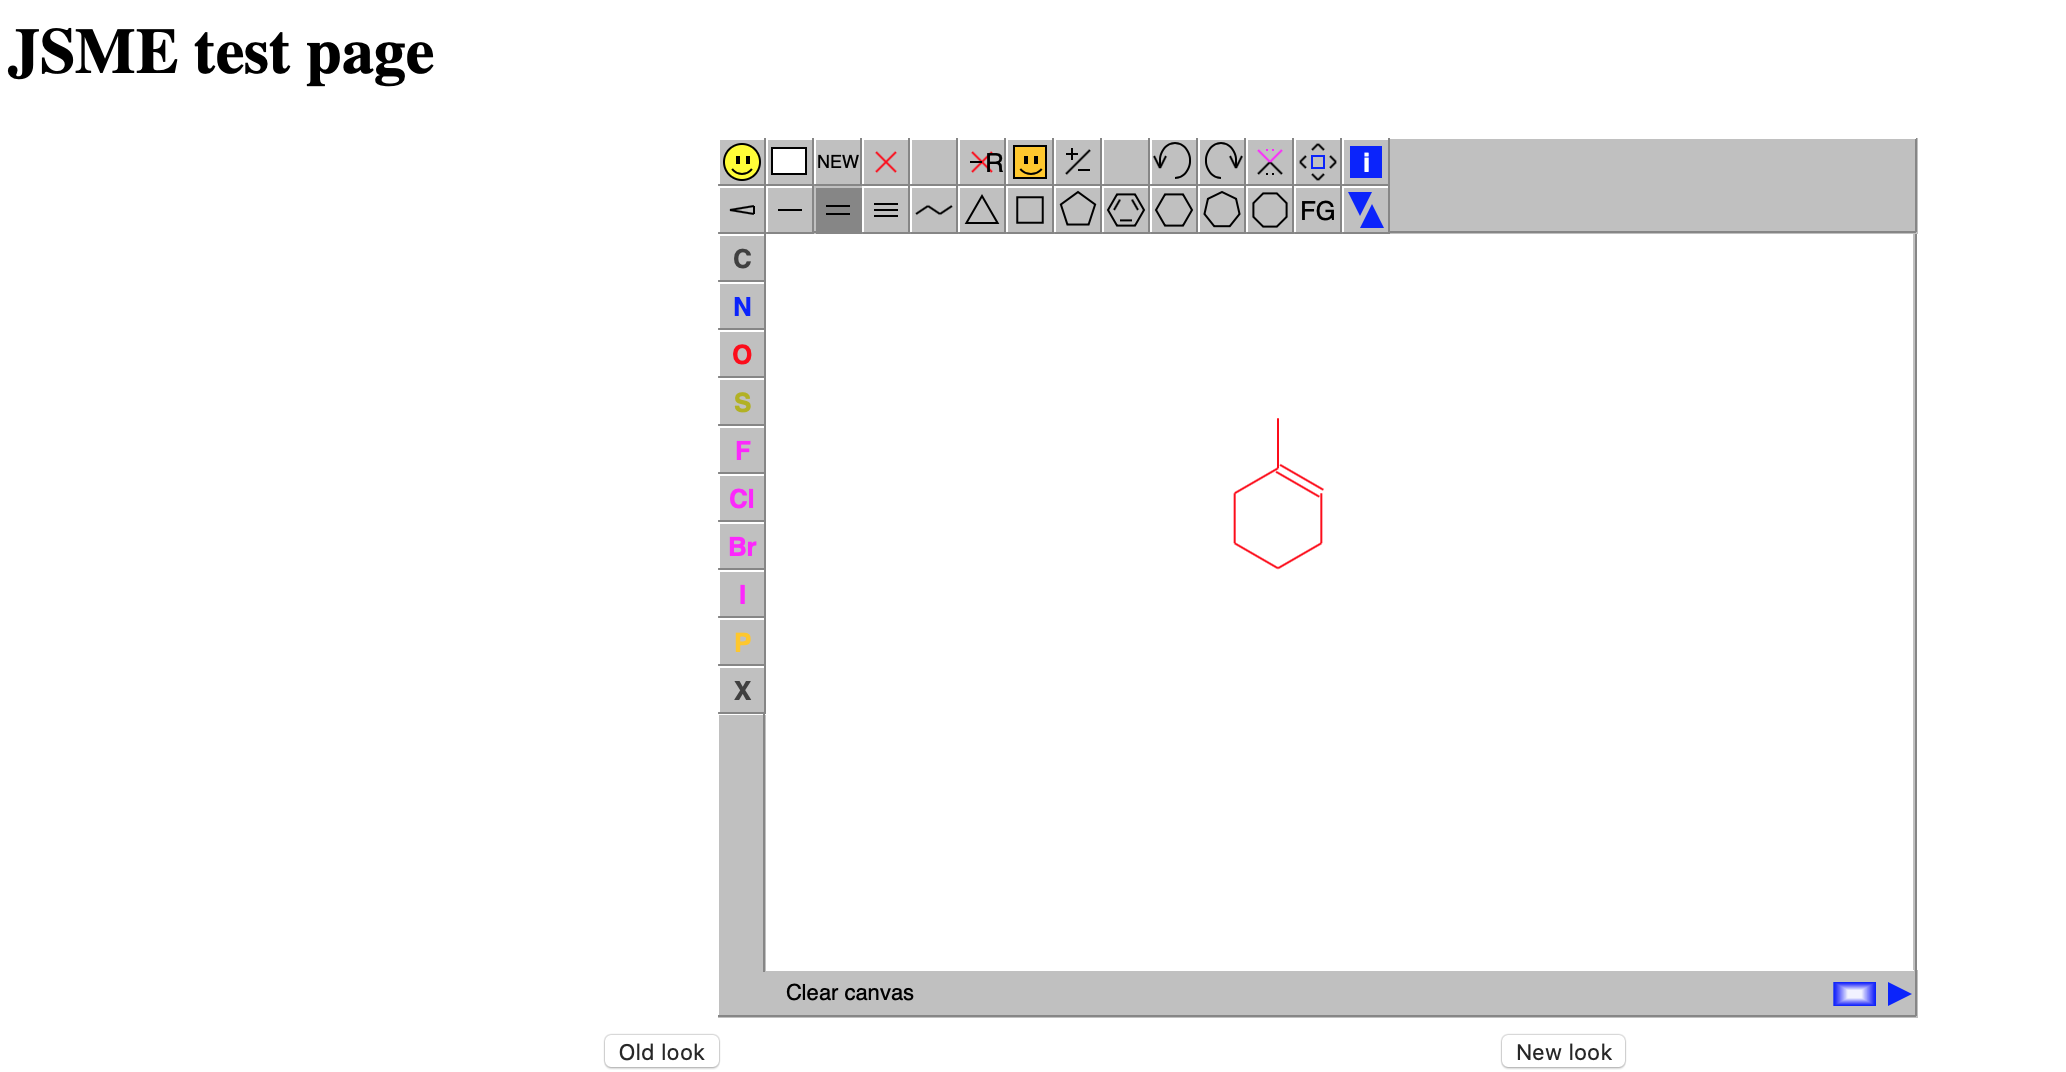 JSME test page
NEW R i
FG
C
N
O
S
F
Cl
Br
I
P
X
Clear canvas
Old look New look